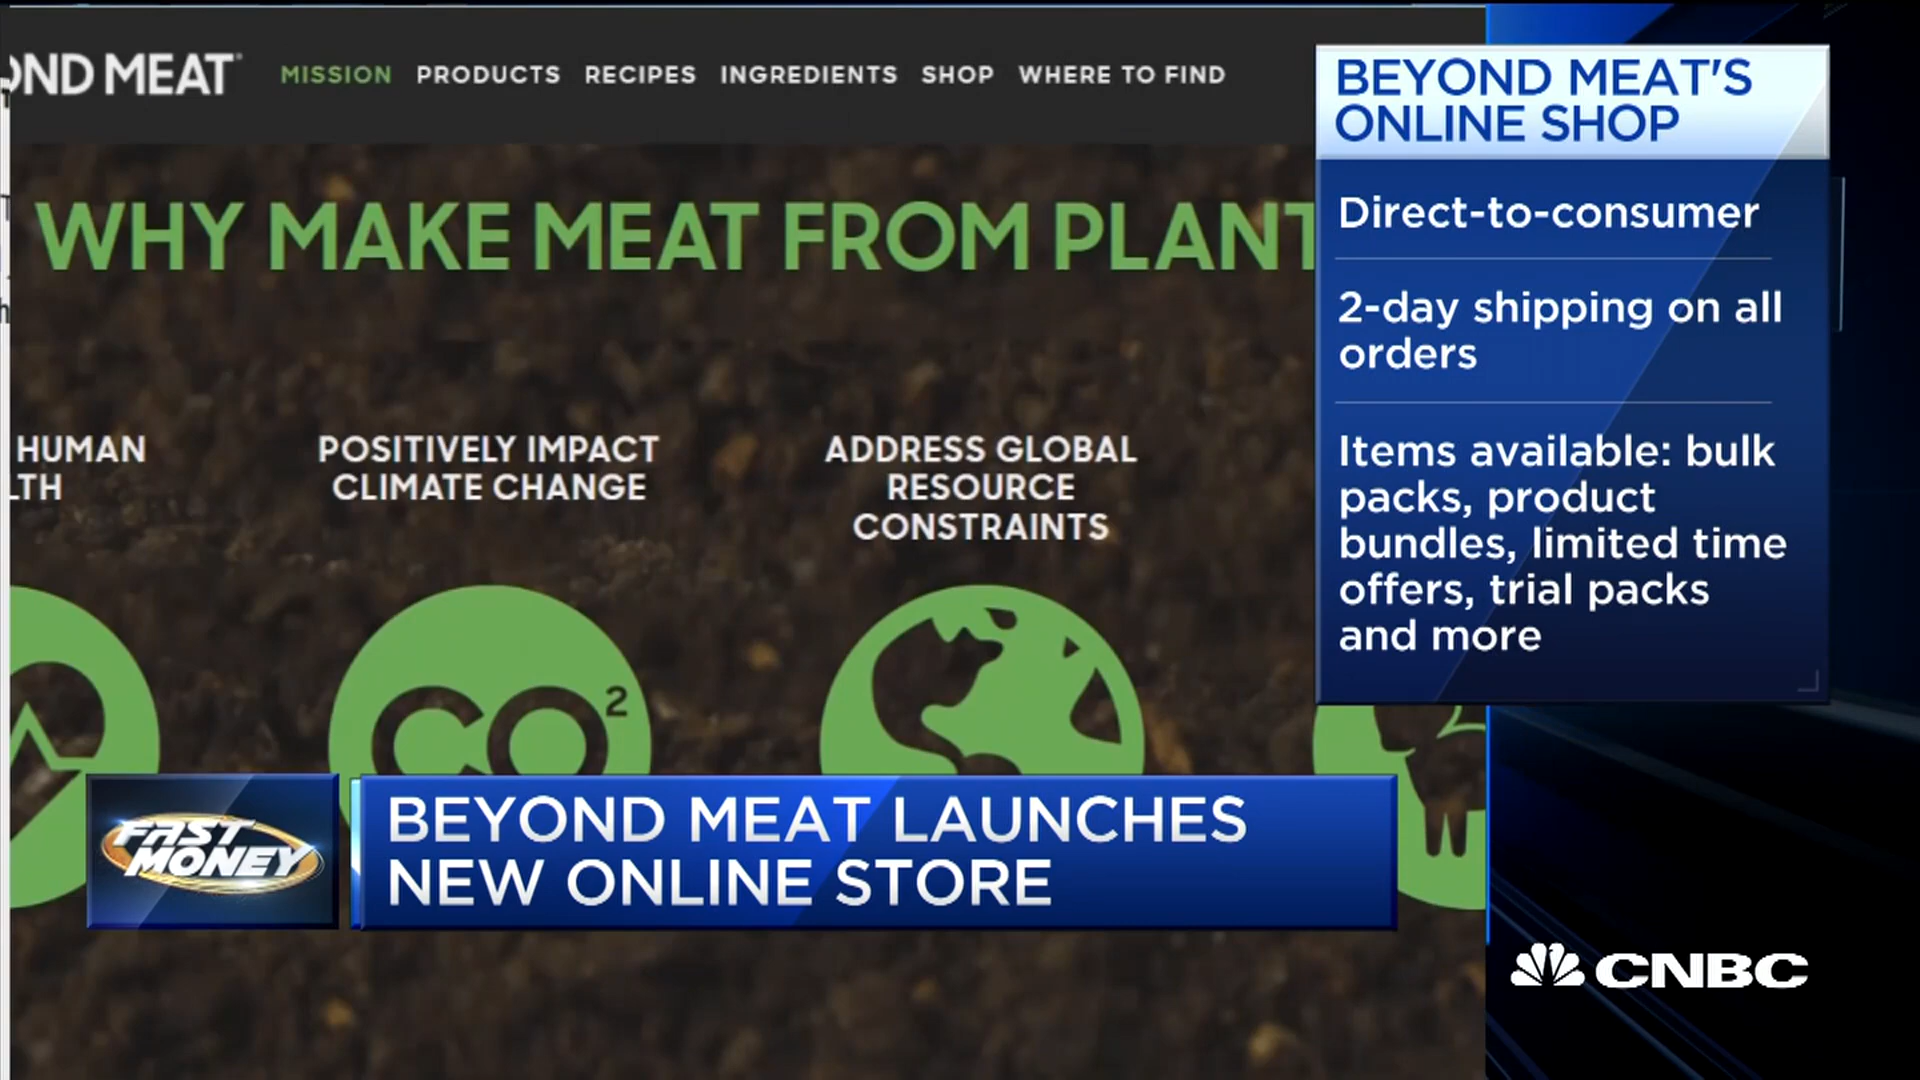 OND MEAT
MISSION PRODUCTS RECIPES INGREDIENTS SHOP WHERE TO FIND
WHY MAKE MEAT FROM PLANT
HUMAN
LTH
POSITIVELY IMPACT
CLIMATE CHANGE
ADDRESS GLOBAL
RESOURCE
CONSTRAINTS
CO²
BEYOND MEAT'S
ONLINE SHOP
Direct-to-consumer
2-day shipping on all
orders
Items available: bulk
packs, product
bundles, limited time
offers, trial packs
and more
FAST
MONEY
BEYOND MEAT LAUNCHES
NEW ONLINE STORE
CNBC